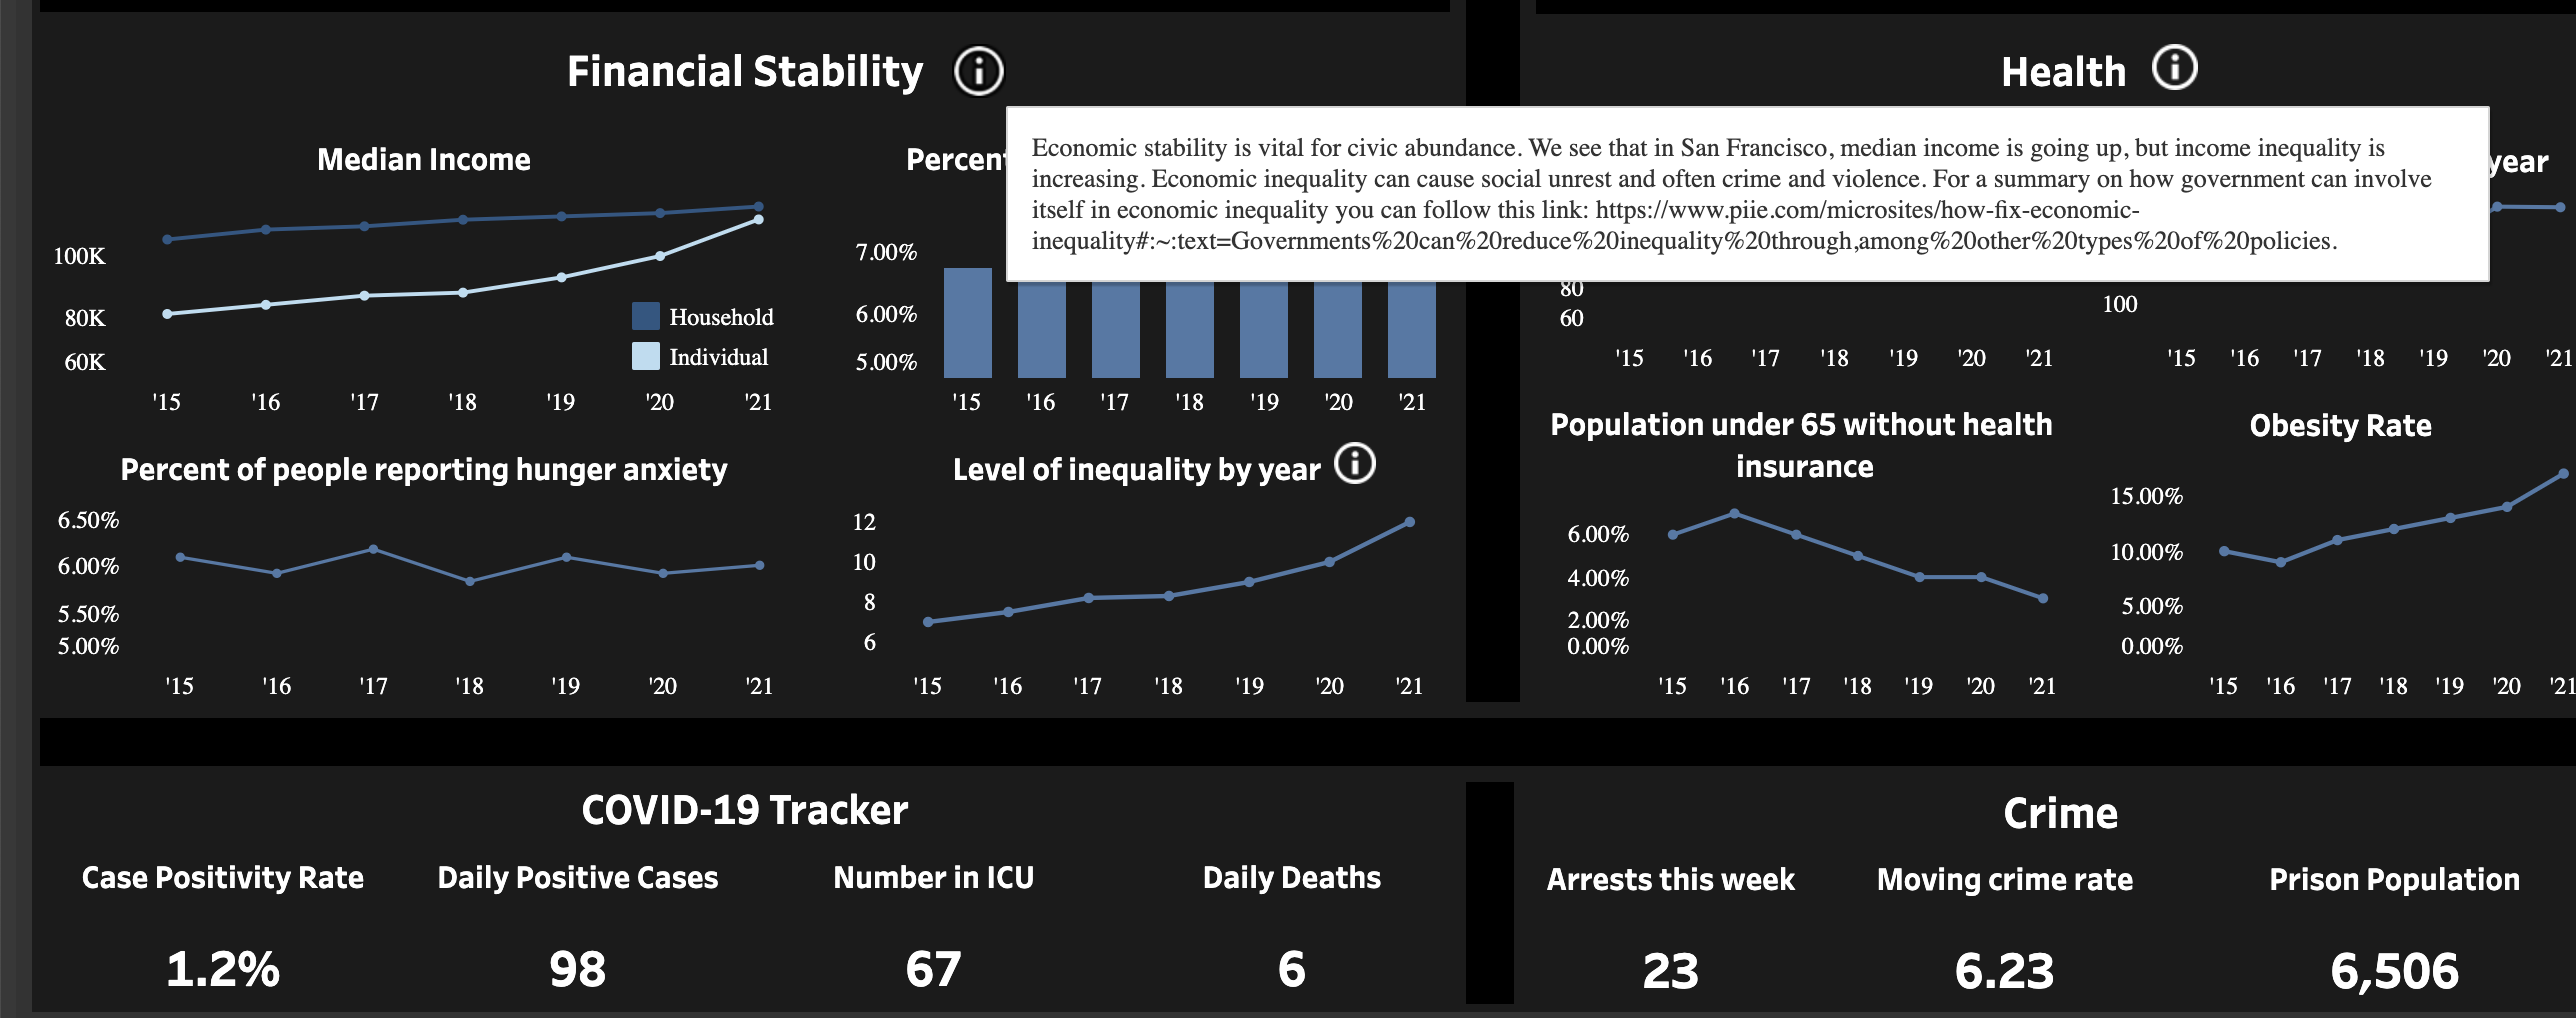 Financial Stability
Health
Economic stability is vital for civic abundance. We see that in San Francisco, median income is going up, but income inequality is
increasing. Economic inequality can cause social unrest and often crime and violence. For a summary on how government can involve
itself in economic inequality you can follow this link: https://www.piie.com/microsites/how-fix-economic-
inequality#:~:text=Governments%20can%20reduce%20inequality%20through,among%20other%20types%20of%20policies.
Median Income
100K
80K
60K
Household
Individual
'15 '16 '17 '18 '19 '20 '21
Percent
7.00%
6.00%
5.00%
'15 '16 '17 '18 '19 '20 '21
80
60
'15 '16 '17 '18 '19 '20 '21
year
100
'15 '16 '17 '18 '19 '20 '21
Percent of people reporting hunger anxiety
6.50%
6.00%
5.50%
5.00%
'15 '16 '17 '18 '19 '20 '21
Level of inequality by year
12
10
8
6
'15 '16 '17 '18 '19 '20 '21
Population under 65 without health
insurance
6.00%
4.00%
2.00%
0.00%
'15 '16 '17 '18 '19 '20 '21
Obesity Rate
15.00%
10.00%
5.00%
0.00%
'15 '16 '17 '18 '19 '20 '21
COVID-19 Tracker
Case Positivity Rate Daily Positive Cases Number in ICU Daily Deaths
1.2% 98 67 6
Crime
Arrests this week Moving crime rate Prison Population
23 6.23 6,506